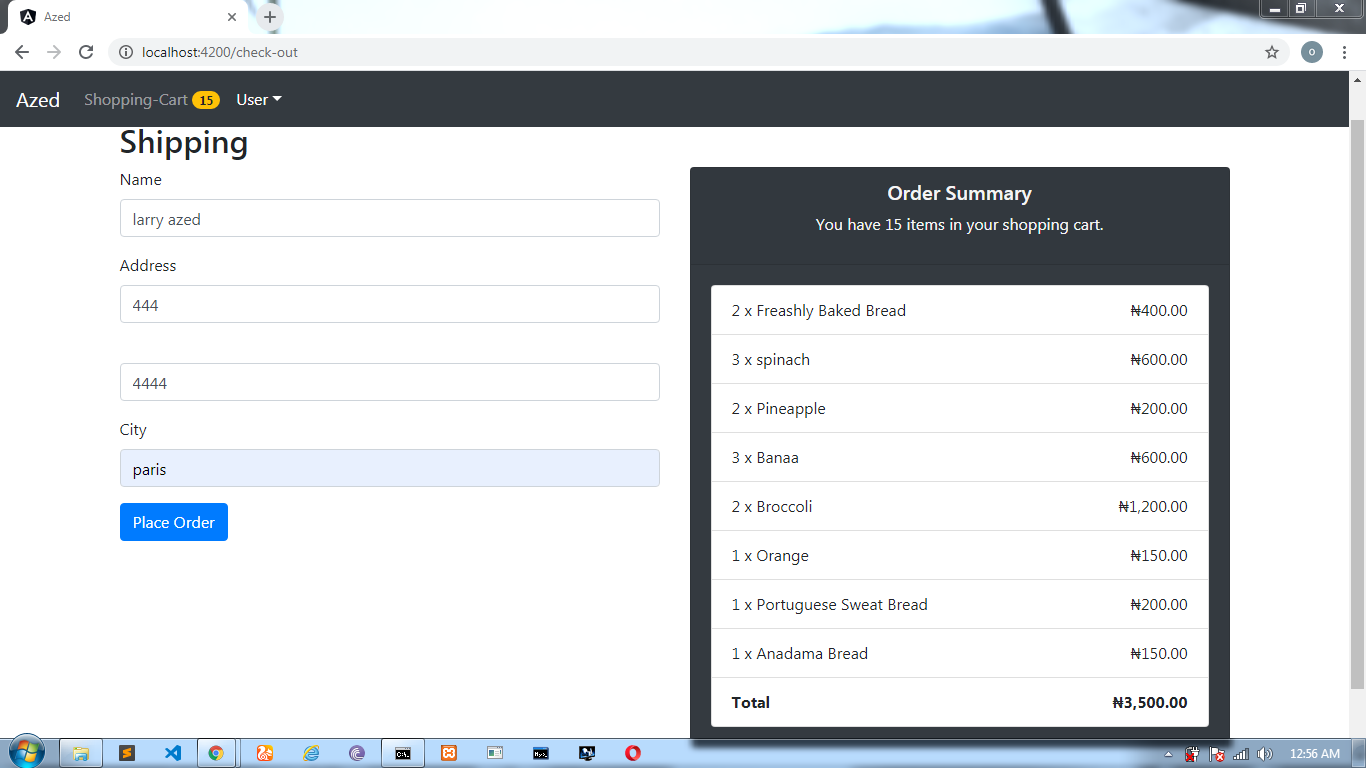 Azed
localhost:4200/check-out
Azed Shopping-Cart 15 User
Shipping
Name
larry azed
Address
444
4444
City
paris
Place Order
Order Summary
You have 15 items in your shopping cart.
2 x Freashly Baked Bread ₦400.00
3 x spinach ₦600.00
2 x Pineapple ₦200.00
3 x Banaa ₦600.00
2 x Broccoli ₦1,200.00
1 x Orange ₦150.00
1 x Portuguese Sweat Bread ₦200.00
1 x Anadama Bread ₦150.00
Total ₦3,500.00
12:56 AM